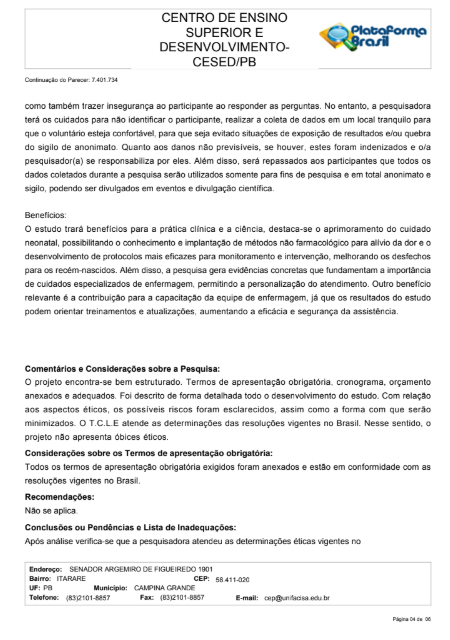 CENTRO DE ENSINO
SUPERIOR E
DESENVOLVIMENTO-
CESED/PB
Plataforma
Brasil
Continuação do Parecer: 7.401.734
como também trazer insegurança ao participante ao responder as perguntas. No entanto, a pesquisadora
terá os cuidados para não identificar o participante, realizar a coleta de dados em um local tranquilo para
que o voluntário esteja confortável, para que seja evitado situações de exposição de resultados e/ou quebra
do sigilo de anonimato. Quanto aos danos não previsíveis, se houver, estes foram indenizados e o/a
pesquisador(a) se responsabiliza por eles. Além disso, será repassados aos participantes que todos os
dados coletados durante a pesquisa serão utilizados somente para fins de pesquisa e em total anonimato e
sigilo, podendo ser divulgados em eventos e divulgação científica.
Benefícios:
O estudo trará benefícios para a prática clínica e a ciência, destaca-se o aprimoramento do cuidado
neonatal, possibilitando o conhecimento e implantação de métodos não farmacológico para alívio da dor e o
desenvolvimento de protocolos mais eficazes para monitoramento e intervenção, melhorando os desfechos
para os recém-nascidos. Além disso, a pesquisa gera evidências concretas que fundamentam a importância
de cuidados especializados de enfermagem, permitindo a personalização do atendimento. Outro benefício
relevante é a contribuição para a capacitação da equipe de enfermagem, já que os resultados do estudo
podem orientar treinamentos e atualizações, aumentando a eficácia e segurança da assistência.
Comentários e Considerações sobre a Pesquisa:
O projeto encontra-se bem estruturado. Termos de apresentação obrigatória, cronograma, orçamento
anexados e adequados. Foi descrito de forma detalhada todo o desenvolvimento do estudo. Com relação
aos aspectos éticos, os possíveis riscos foram esclarecidos, assim como a forma com que serão
minimizados. O T.C.L.E atende as determinações das resoluções vigentes no Brasil. Nesse sentido, o
projeto não apresenta óbices éticos.
Considerações sobre os Termos de apresentação obrigatória:
Todos os termos de apresentação obrigatória exigidos foram anexados e estão em conformidade com as
resoluções vigentes no Brasil.
Recomendações:
Não se aplica.
Conclusões ou Pendências e Lista de Inadequações:
Após análise verifica-se que a pesquisadora atendeu as determinações éticas vigentes no
Endereço: SENADOR ARGEMIRO DE FIGUEIREDO 1901
Bairro: ITARARE CEP: 58.411-020
UF: PB Município: CAMPINA GRANDE
Telefone: (83)2101-8857 Fax: (83)2101-8857 E-mail: cep@unifacisa.edu.br
Página 04 de 06